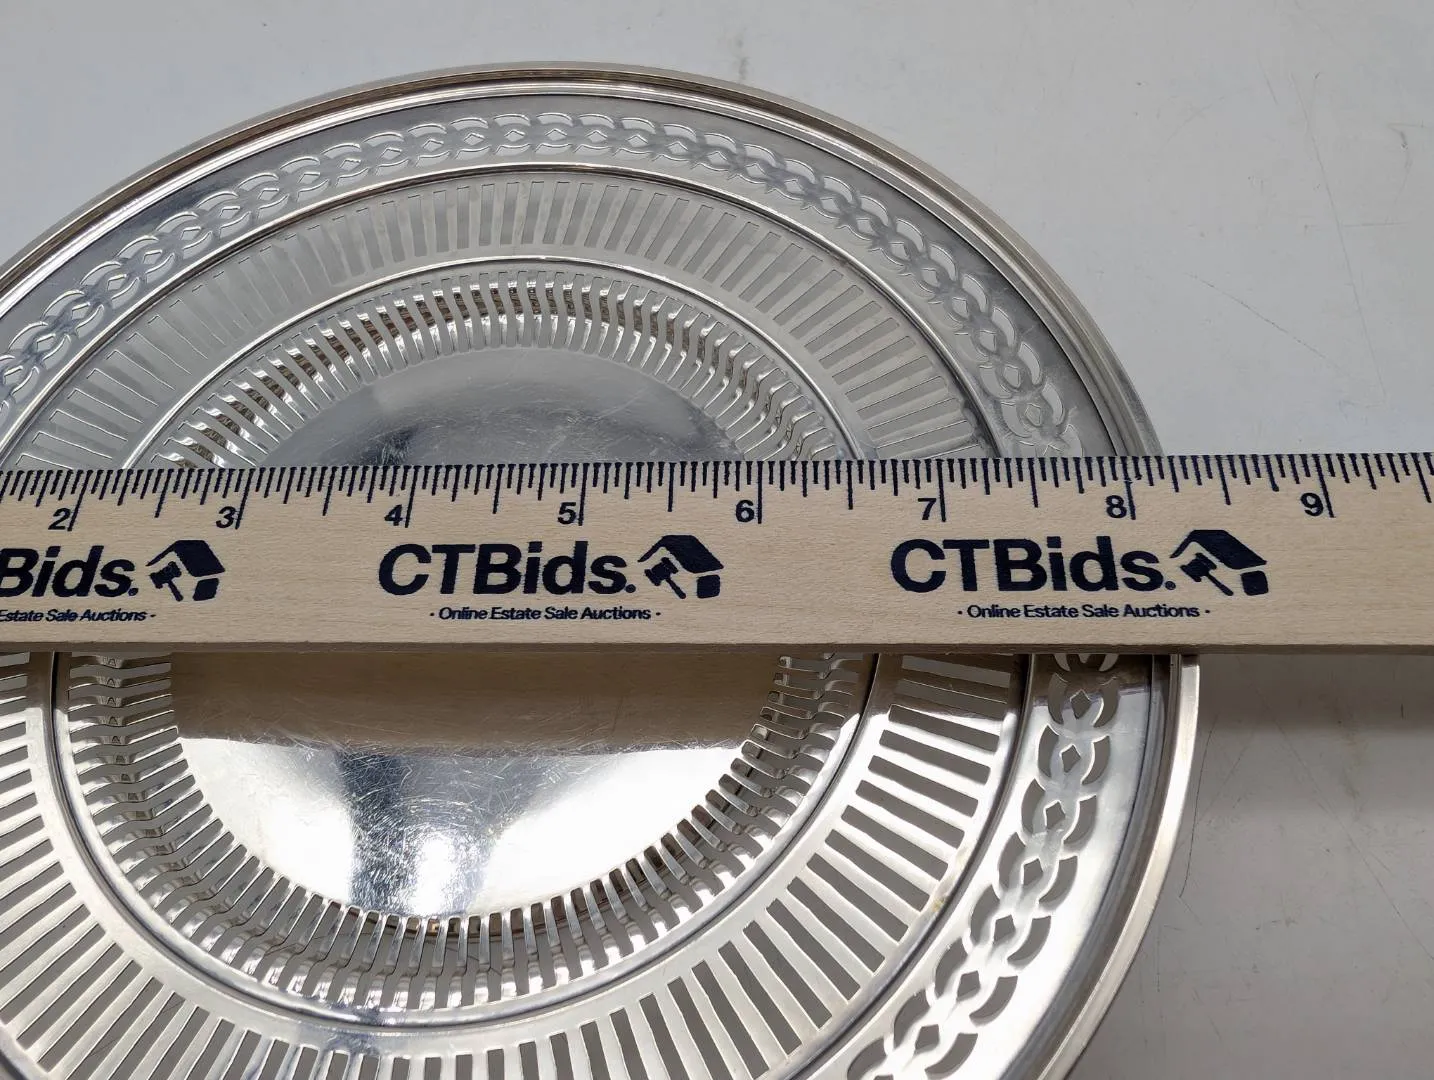 2 3 4 5 6 7 8 9
Bids. CTBids. CTBids.
Estate Sale Auctions · · Online Estate Sale Auctions · · Online Estate Sale Auctions ·